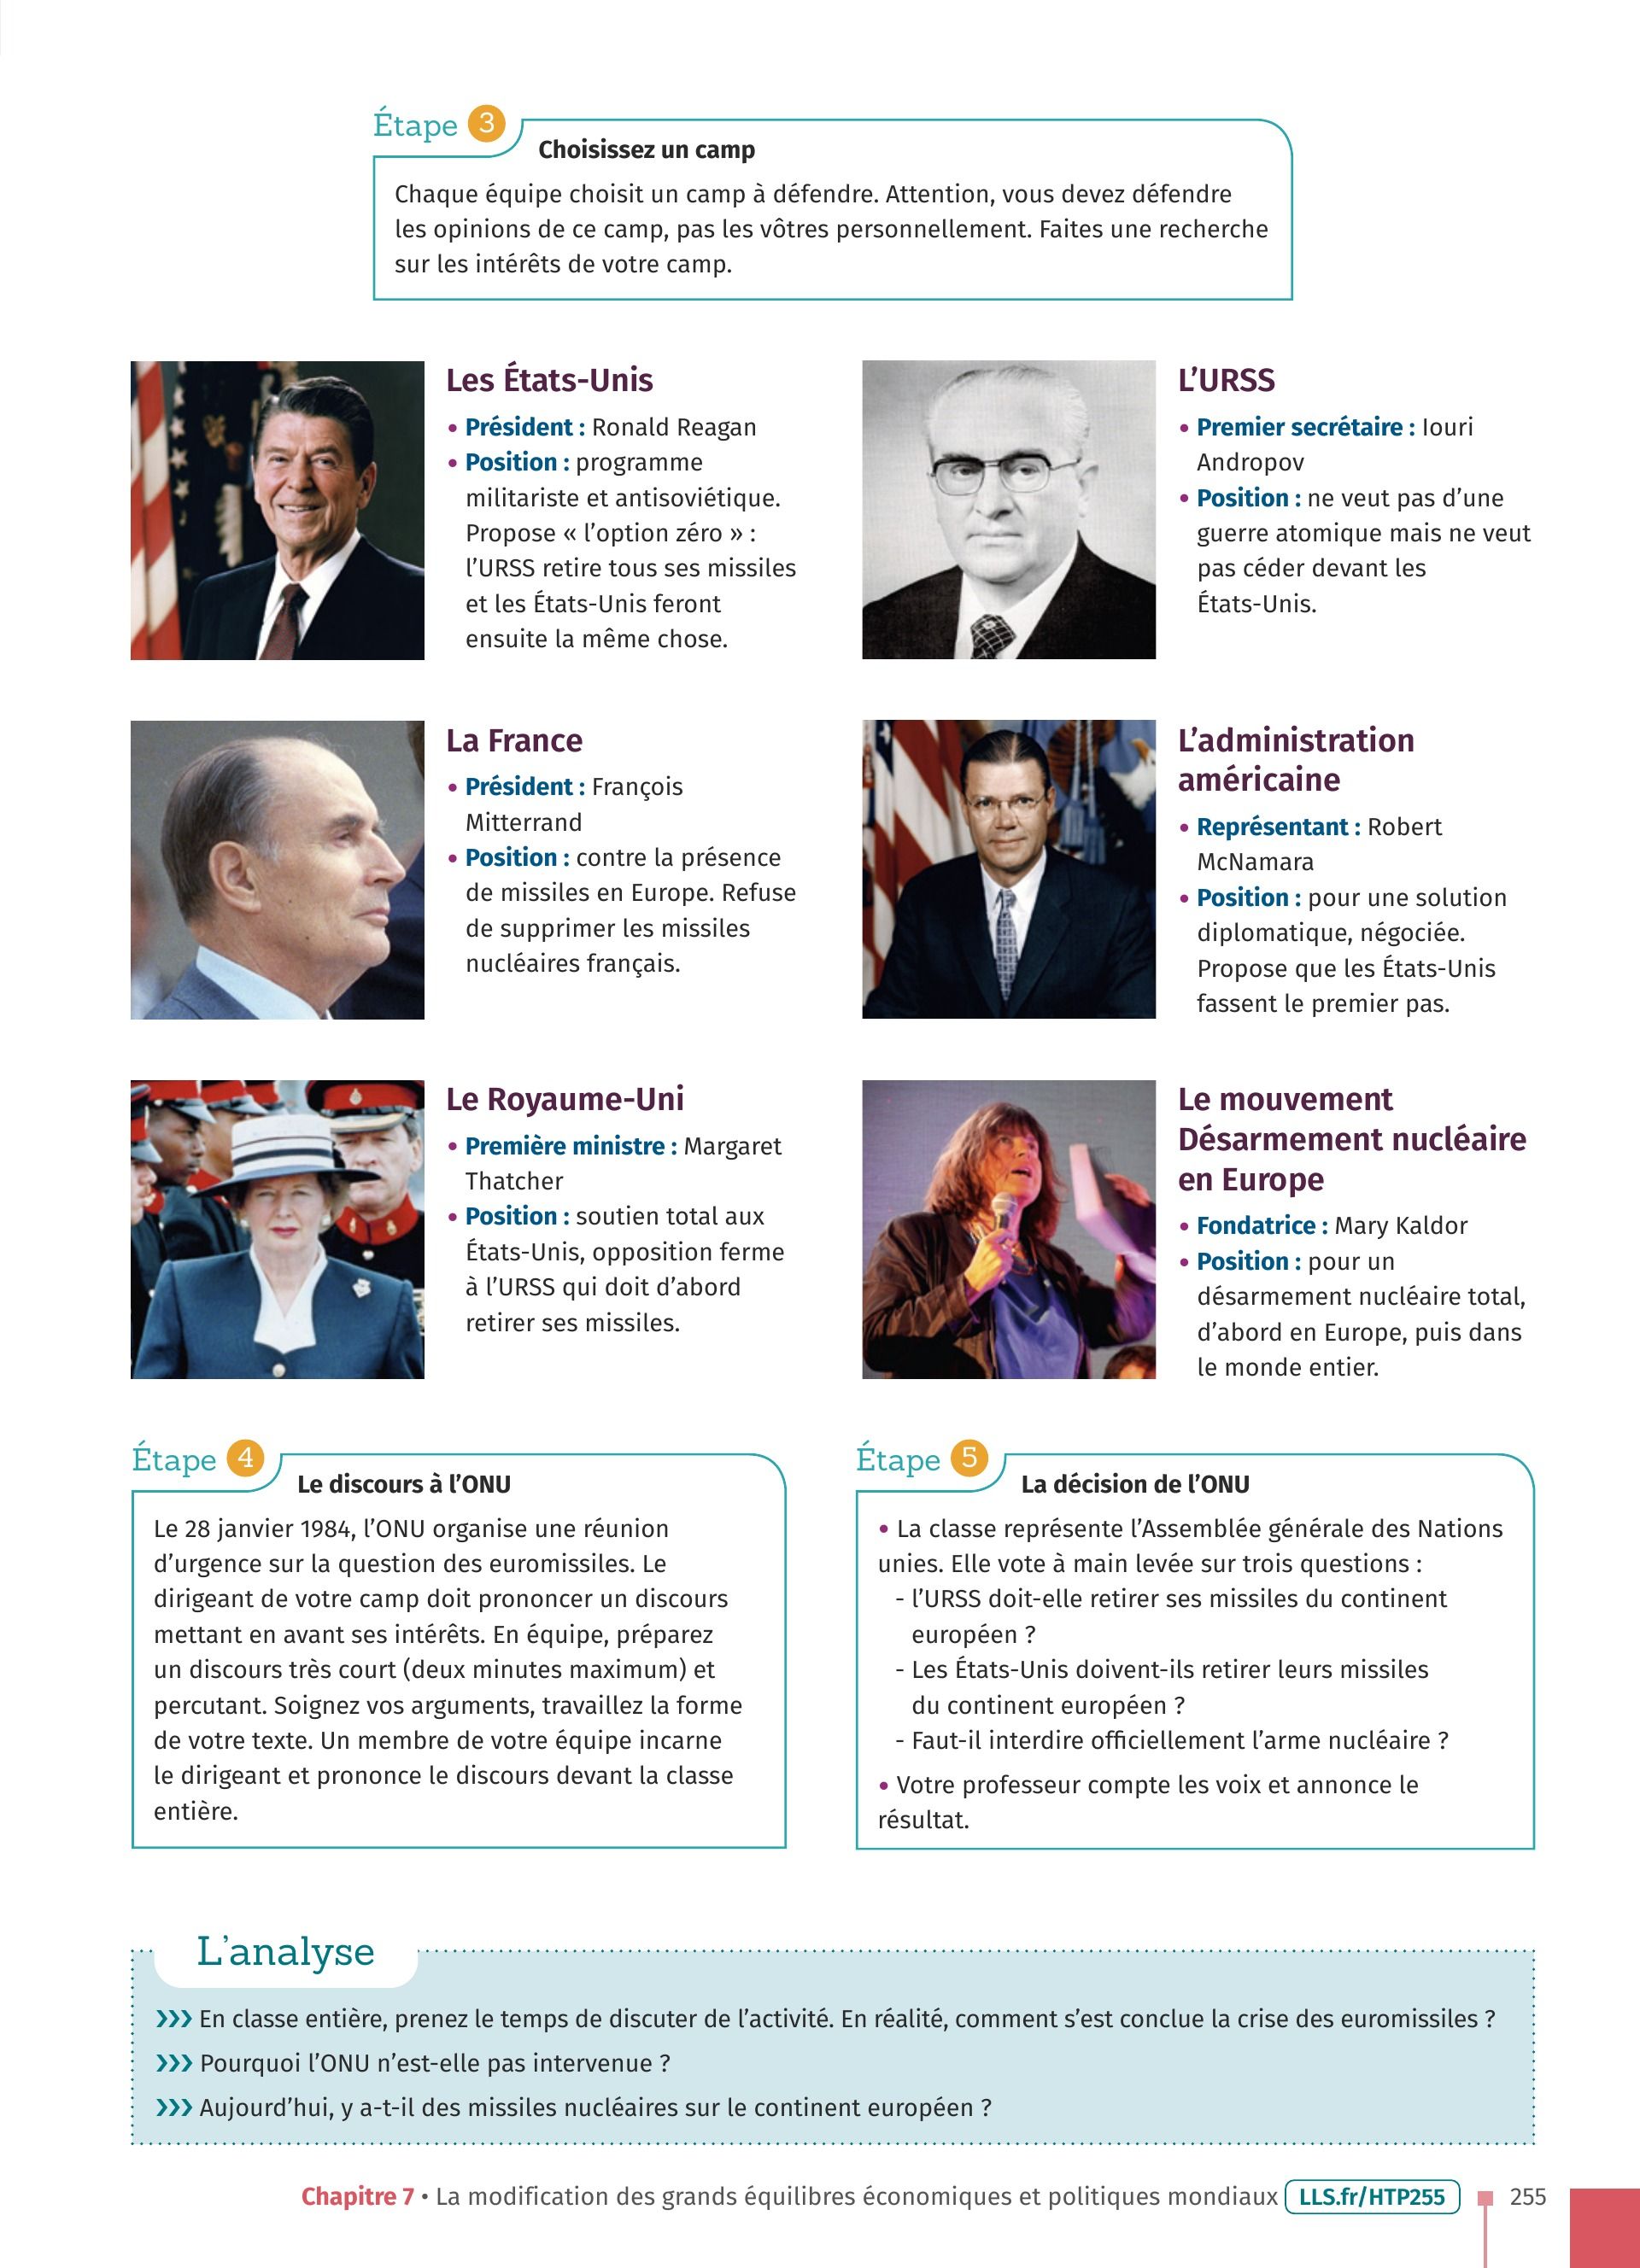 Étape 3
Choisissez un camp
Chaque équipe choisit un camp à défendre. Attention, vous devez défendre
les opinions de ce camp, pas les vôtres personnellement. Faites une recherche
sur les intérêts de votre camp.
Les États-Unis
• Président : Ronald Reagan
• Position : programme
militariste et antisoviétique.
Propose « l’option zéro » :
l’URSS retire tous ses missiles
et les États-Unis feront
ensuite la même chose.
L’URSS
• Premier secrétaire : Iouri
Andropov
• Position : ne veut pas d’une
guerre atomique mais ne veut
pas céder devant les
États-Unis.
La France
• Président : François
Mitterrand
• Position : contre la présence
de missiles en Europe. Refuse
de supprimer les missiles
nucléaires français.
L’administration
américaine
• Représentant : Robert
McNamara
• Position : pour une solution
diplomatique, négociée.
Propose que les États-Unis
fassent le premier pas.
Le Royaume-Uni
• Première ministre : Margaret
Thatcher
• Position : soutien total aux
États-Unis, opposition ferme
à l’URSS qui doit d’abord
retirer ses missiles.
Le mouvement
Désarmement nucléaire
en Europe
• Fondatrice : Mary Kaldor
• Position : pour un
désarmement nucléaire total,
d’abord en Europe, puis dans
le monde entier.
Étape 4
Le discours à l’ONU
Le 28 janvier 1984, l’ONU organise une réunion
d’urgence sur la question des euromissiles. Le
dirigeant de votre camp doit prononcer un discours
mettant en avant ses intérêts. En équipe, préparez
un discours très court (deux minutes maximum) et
percutant. Soignez vos arguments, travaillez la forme
de votre texte. Un membre de votre équipe incarne
le dirigeant et prononce le discours devant la classe
entière.
Étape 5
La décision de l’ONU
• La classe représente l’Assemblée générale des Nations
unies. Elle vote à main levée sur trois questions :
- l’URSS doit-elle retirer ses missiles du continent
européen ?
- Les États-Unis doivent-ils retirer leurs missiles
du continent européen ?
- Faut-il interdire officiellement l’arme nucléaire ?
• Votre professeur compte les voix et annonce le
résultat.
L’analyse
››› En classe entière, prenez le temps de discuter de l’activité. En réalité, comment s’est conclue la crise des euromissiles ?
››› Pourquoi l’ONU n’est-elle pas intervenue ?
››› Aujourd’hui, y a-t-il des missiles nucléaires sur le continent européen ?
Chapitre 7 • La modification des grands équilibres économiques et politiques mondiaux LLS.fr/HTP255 255